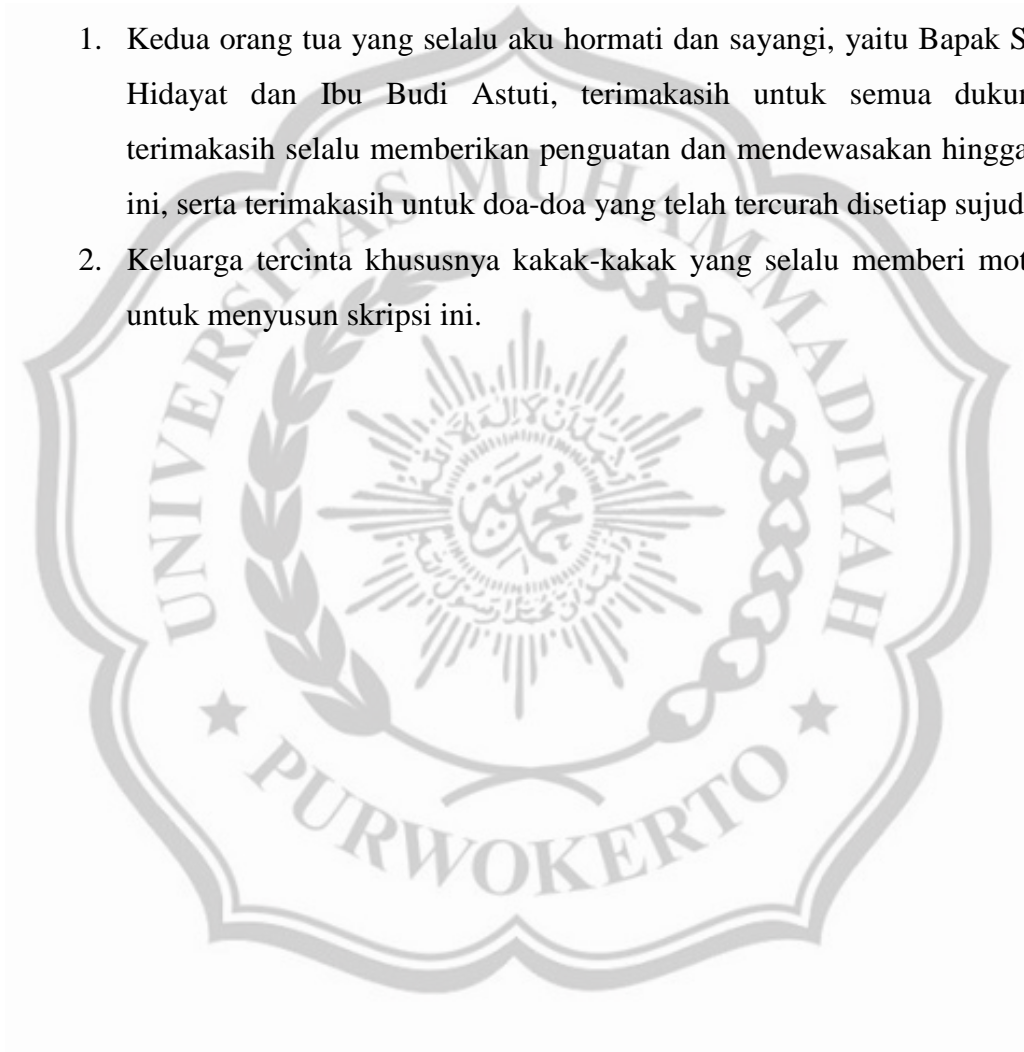 1. Kedua orang tua yang selalu aku hormati dan sayangi, yaitu Bapak
Hidayat dan Ibu Budi Astuti, terimakasih untuk semua
terimakasih selalu memberikan penguatan dan mendewasakan hingga
ini, serta terimakasih untuk doa-doa yang telah tercurah disetiap sujud
2. Keluarga tercinta khususnya kakak-kakak yang selalu memberi
untuk menyusun skripsi ini.
UNIVERSITAS MUHAMMADIYAH
PURWOKERTO